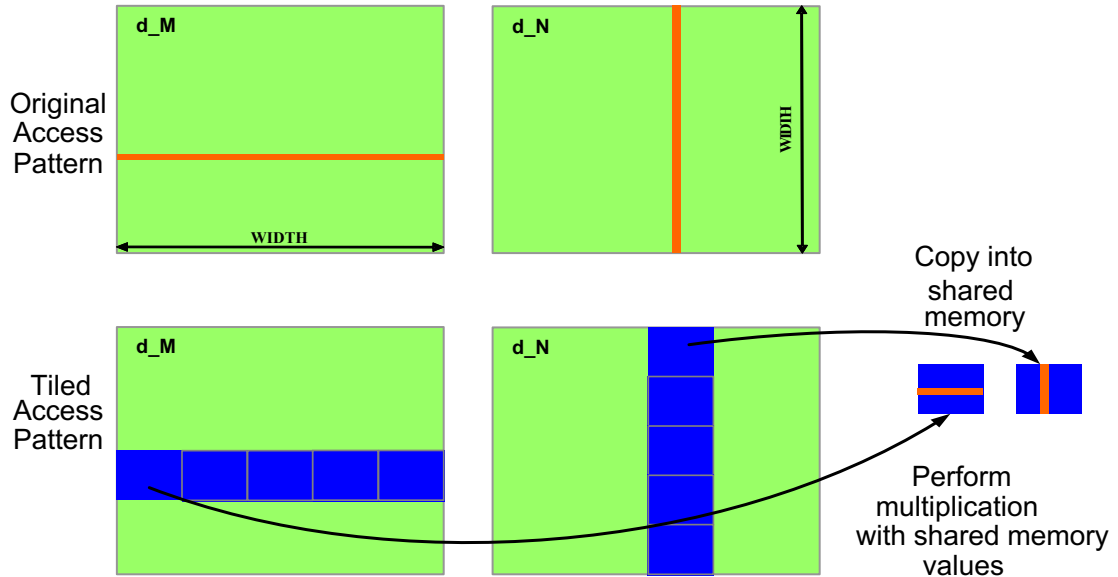 d_M
d_N
Original
Access
Pattern
WIDTH
WIDTH
Copy into
shared
memory
d_M
d_N
Tiled
Access
Pattern
Perform
multiplication
with shared memory
values